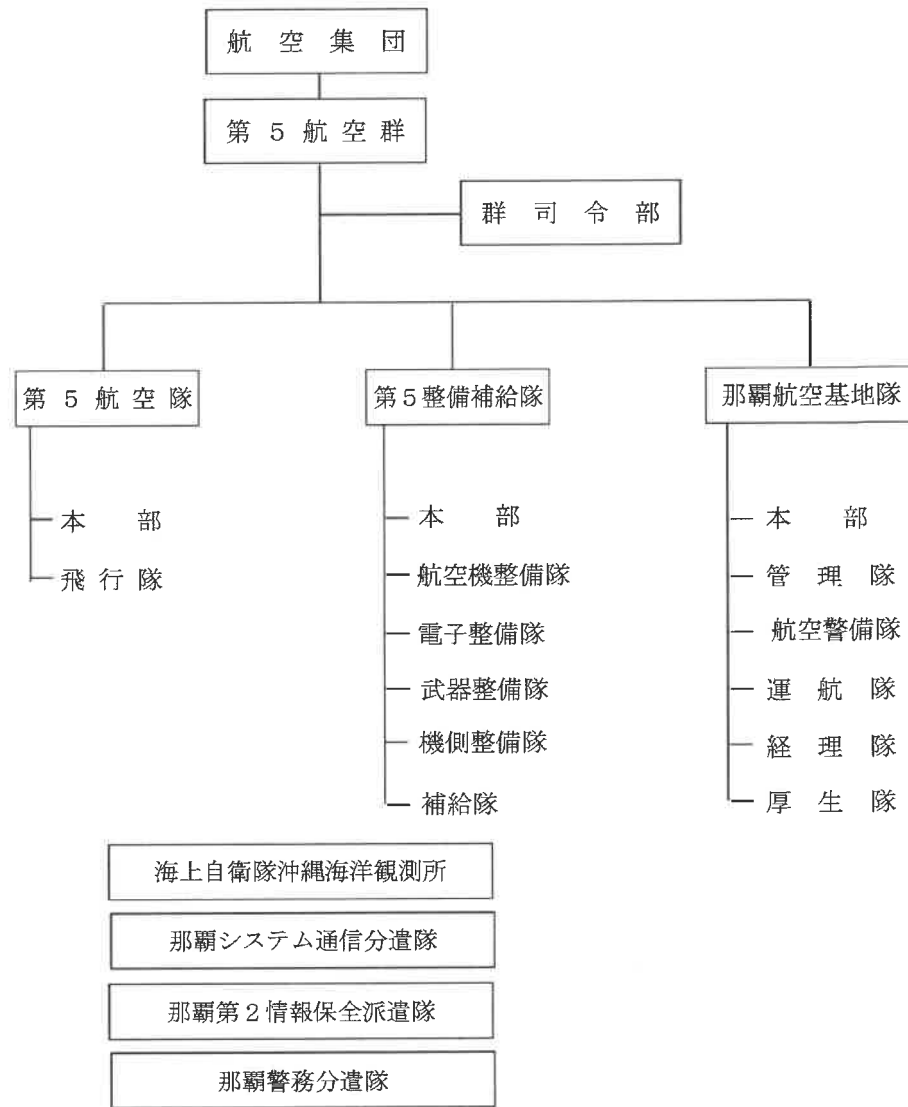 航空集団
第5航空群
群司令部
第5航空隊
本部
飛行隊
第5整備補給隊
本部
航空機整備隊
電子整備隊
武器整備隊
機側整備隊
補給隊
那覇航空基地隊
本部
管理隊
航空警備隊
運航隊
経理隊
厚生隊
海上自衛隊沖縄海洋観測所
那覇システム通信分遣隊
那覇第2情報保全派遣隊
那覇警務分遣隊